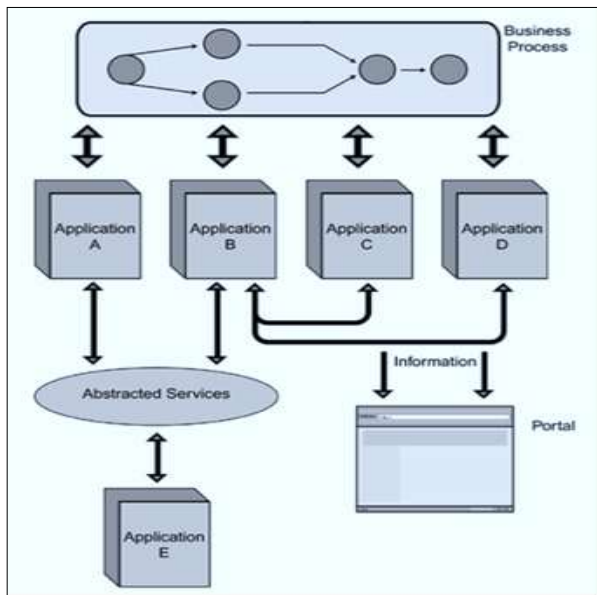 Business
Process
Application
A
Application
B
Application
C
Application
D
Information
Abstracted Services
Portal
Application
E